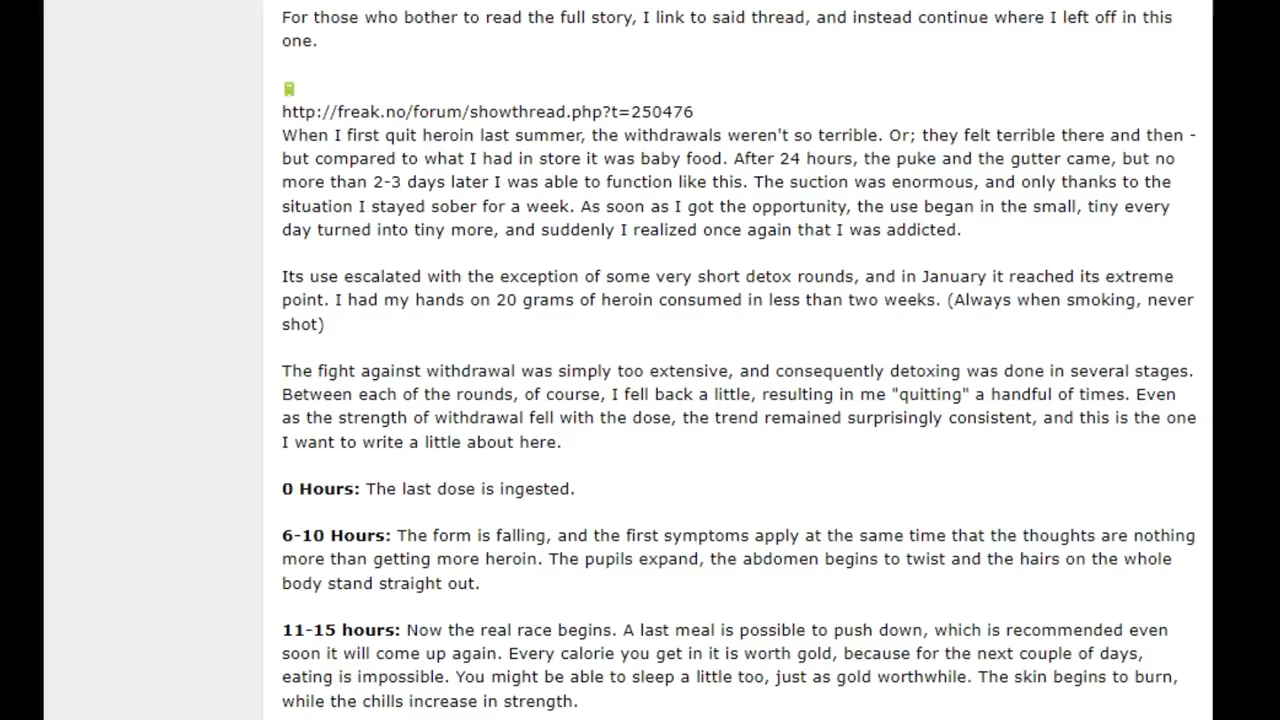 For those who bother to read the full story, I link to said thread, and instead continue where I left off in this
one.
http://freak.no/forum/showthread.php?t=250476
When I first quit heroin last summer, the withdrawals weren't so terrible. Or; they felt terrible there and then -
but compared to what I had in store it was baby food. After 24 hours, the puke and the gutter came, but no
more than 2-3 days later I was able to function like this. The suction was enormous, and only thanks to the
situation I stayed sober for a week. As soon as I got the opportunity, the use began in the small, tiny every
day turned into tiny more, and suddenly I realized once again that I was addicted.
Its use escalated with the exception of some very short detox rounds, and in January it reached its extreme
point. I had my hands on 20 grams of heroin consumed in less than two weeks. (Always when smoking, never
shot)
The fight against withdrawal was simply too extensive, and consequently detoxing was done in several stages.
Between each of the rounds, of course, I fell back a little, resulting in me "quitting" a handful of times. Even
as the strength of withdrawal fell with the dose, the trend remained surprisingly consistent, and this is the one
I want to write a little about here.
0 Hours: The last dose is ingested.
6-10 Hours: The form is falling, and the first symptoms apply at the same time that the thoughts are nothing
more than getting more heroin. The pupils expand, the abdomen begins to twist and the hairs on the whole
body stand straight out.
11-15 hours: Now the real race begins. A last meal is possible to push down, which is recommended even
soon it will come up again. Every calorie you get in it is worth gold, because for the next couple of days,
eating is impossible. You might be able to sleep a little too, just as gold worthwhile. The skin begins to burn,
while the chills increase in strength.